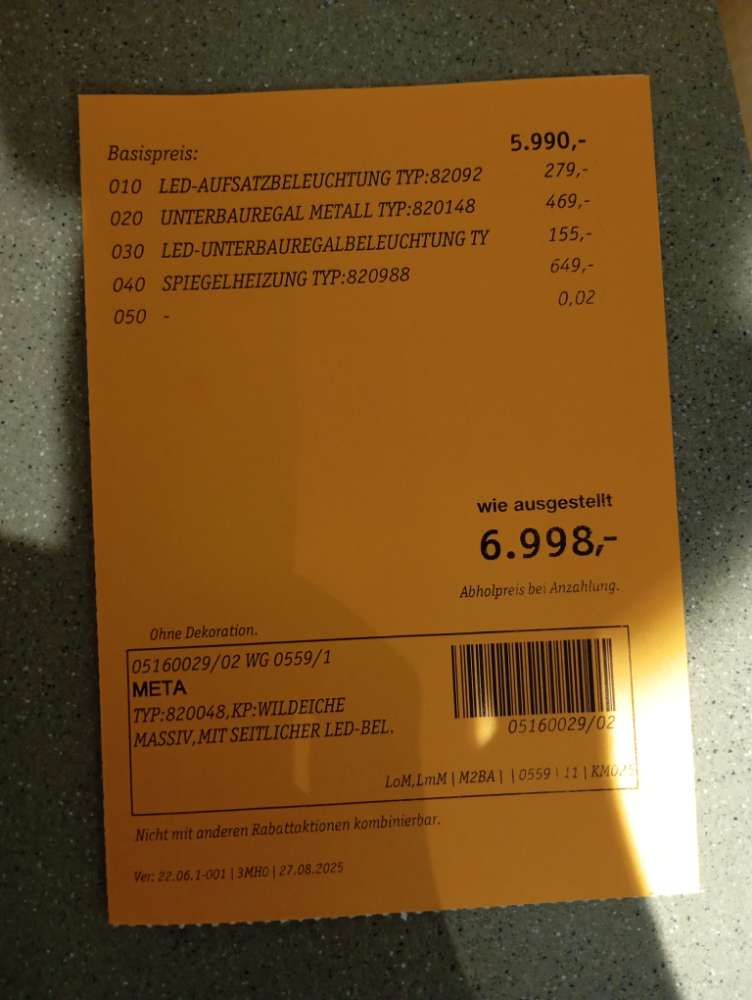 Basispreis: 5.990,-
010 LED-AUFSATZBELEUCHTUNG TYP:82092 279,-
020 UNTERBAUREGAL METALL TYP:820148 469,-
030 LED-UNTERBAUREGALBELEUCHTUNG TY 155,-
040 SPIEGELHEIZUNG TYP:820988 649,-
050 - 0,02
wie ausgestellt
6.998,-
Abholpreis bei Anzahlung.
Ohne Dekoration.
05160029/02 WG 0559/1
META
TYP:820048,KP:WILDEICHE
MASSIV,MIT SEITLICHER LED-BEL.
05160029/02
LoM,LmM | M2BA | | 0559 | 11 | KM025
Nicht mit anderen Rabattaktionen kombinierbar.
Ver: 22.06.1-001 | 3MHO | 27.08.2025